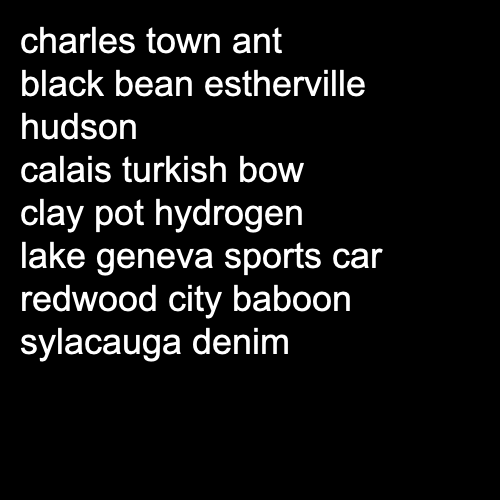 charles town ant
black bean estherville
hudson
calais turkish bow
clay pot hydrogen
lake geneva sports car
redwood city baboon
sylacauga denim